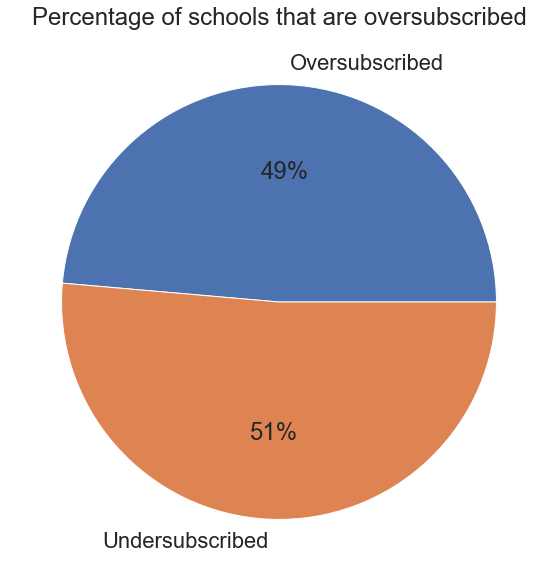 Percentage of schools that are oversubscribed
Oversubscribed
49%
51%
Undersubscribed